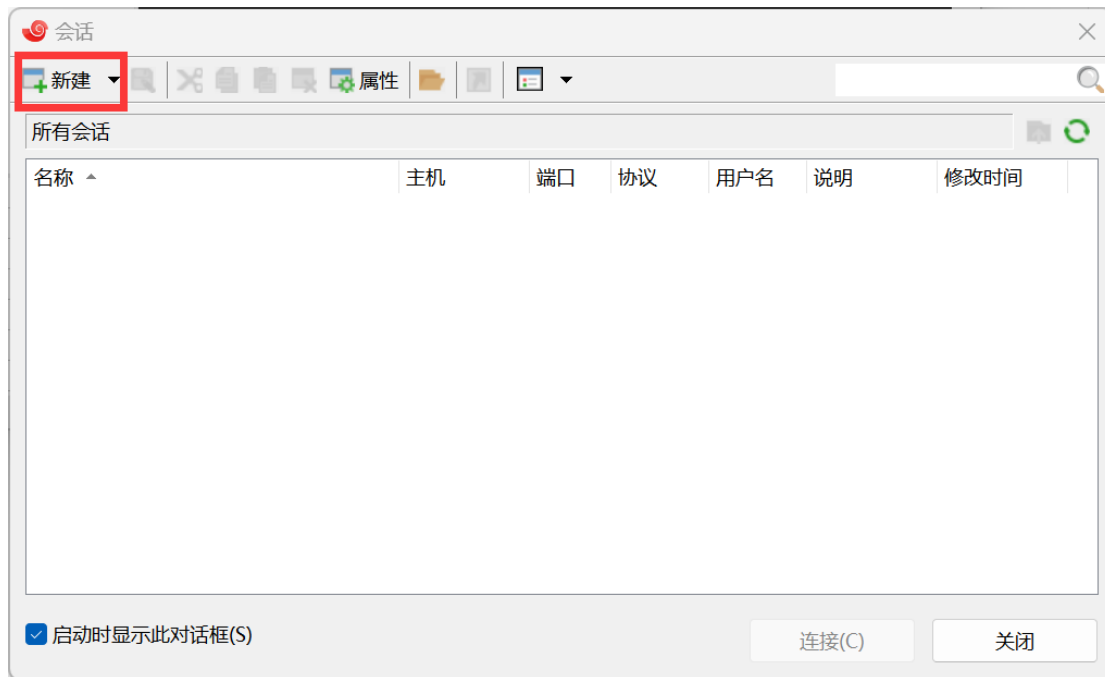 会话
新建 属性
所有会话
名称 主机 端口 协议 用户名 说明 修改时间
启动时显示此对话框(S) 连接(C) 关闭